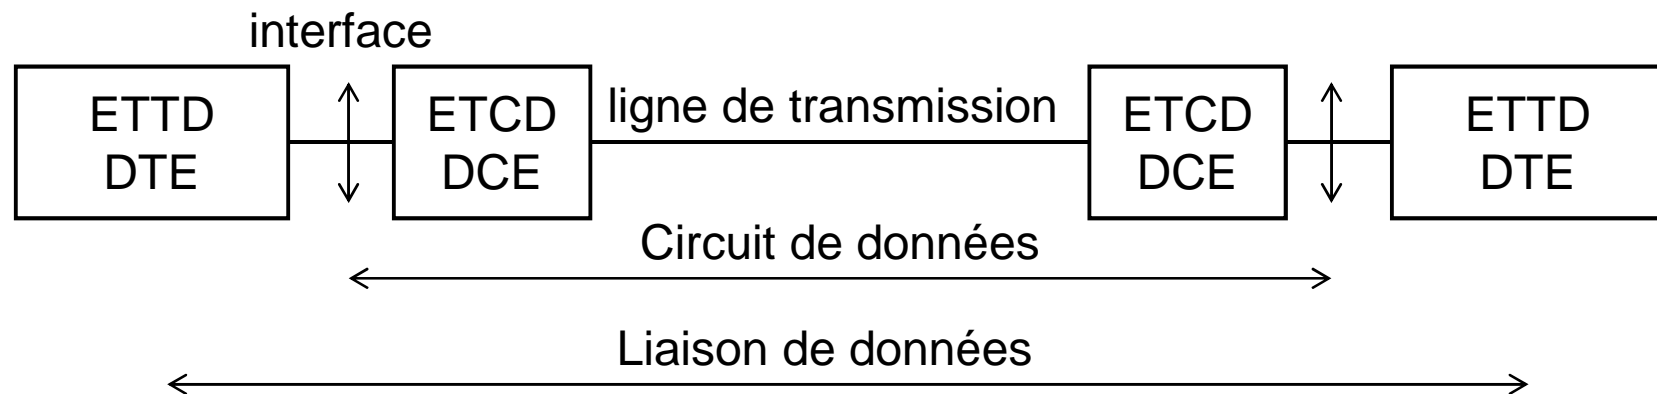 interface
ETTD
DTE
ETCD
DCE
ligne de transmission
ETCD
DCE
ETTD
DTE
Circuit de données
Liaison de données